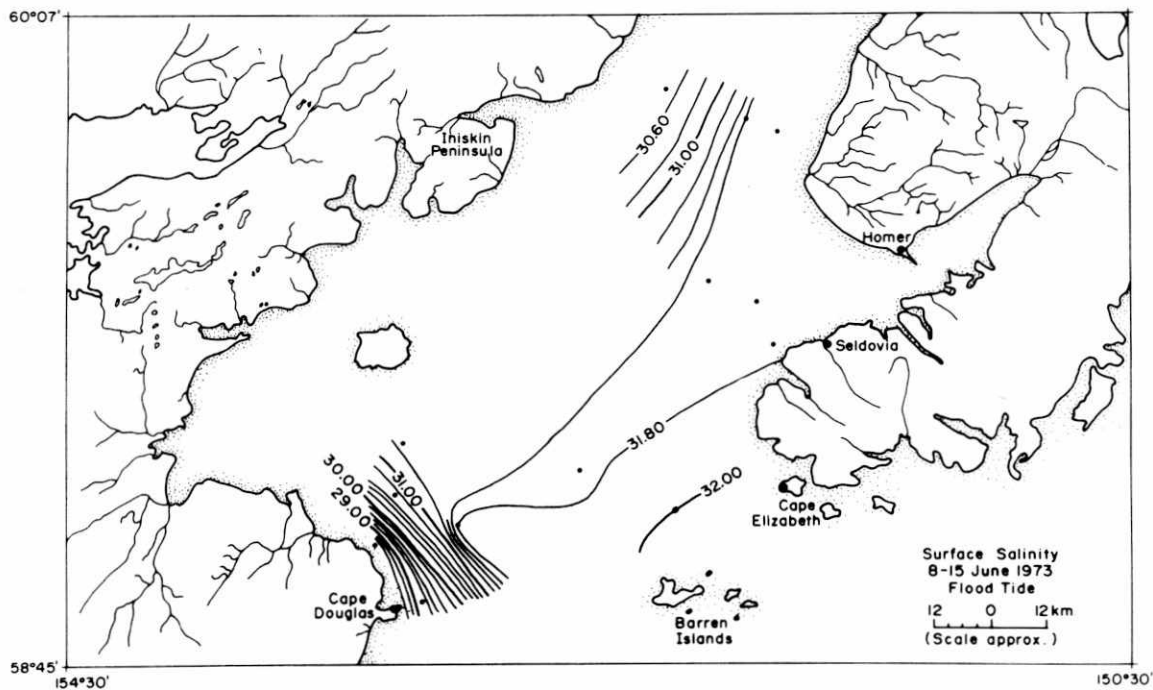 60°07'
Iniskin
Peninsula
30.60
31.00
Homer
Seldovia
31.80
31.00
30.00
29.00
32.00
Cape
Elizabeth
Cape
Douglas
Barren
Islands
Surface Salinity
8-15 June 1973
Flood Tide
12 0 12 km
(Scale approx.)
58°45'
154°30'
150°30'